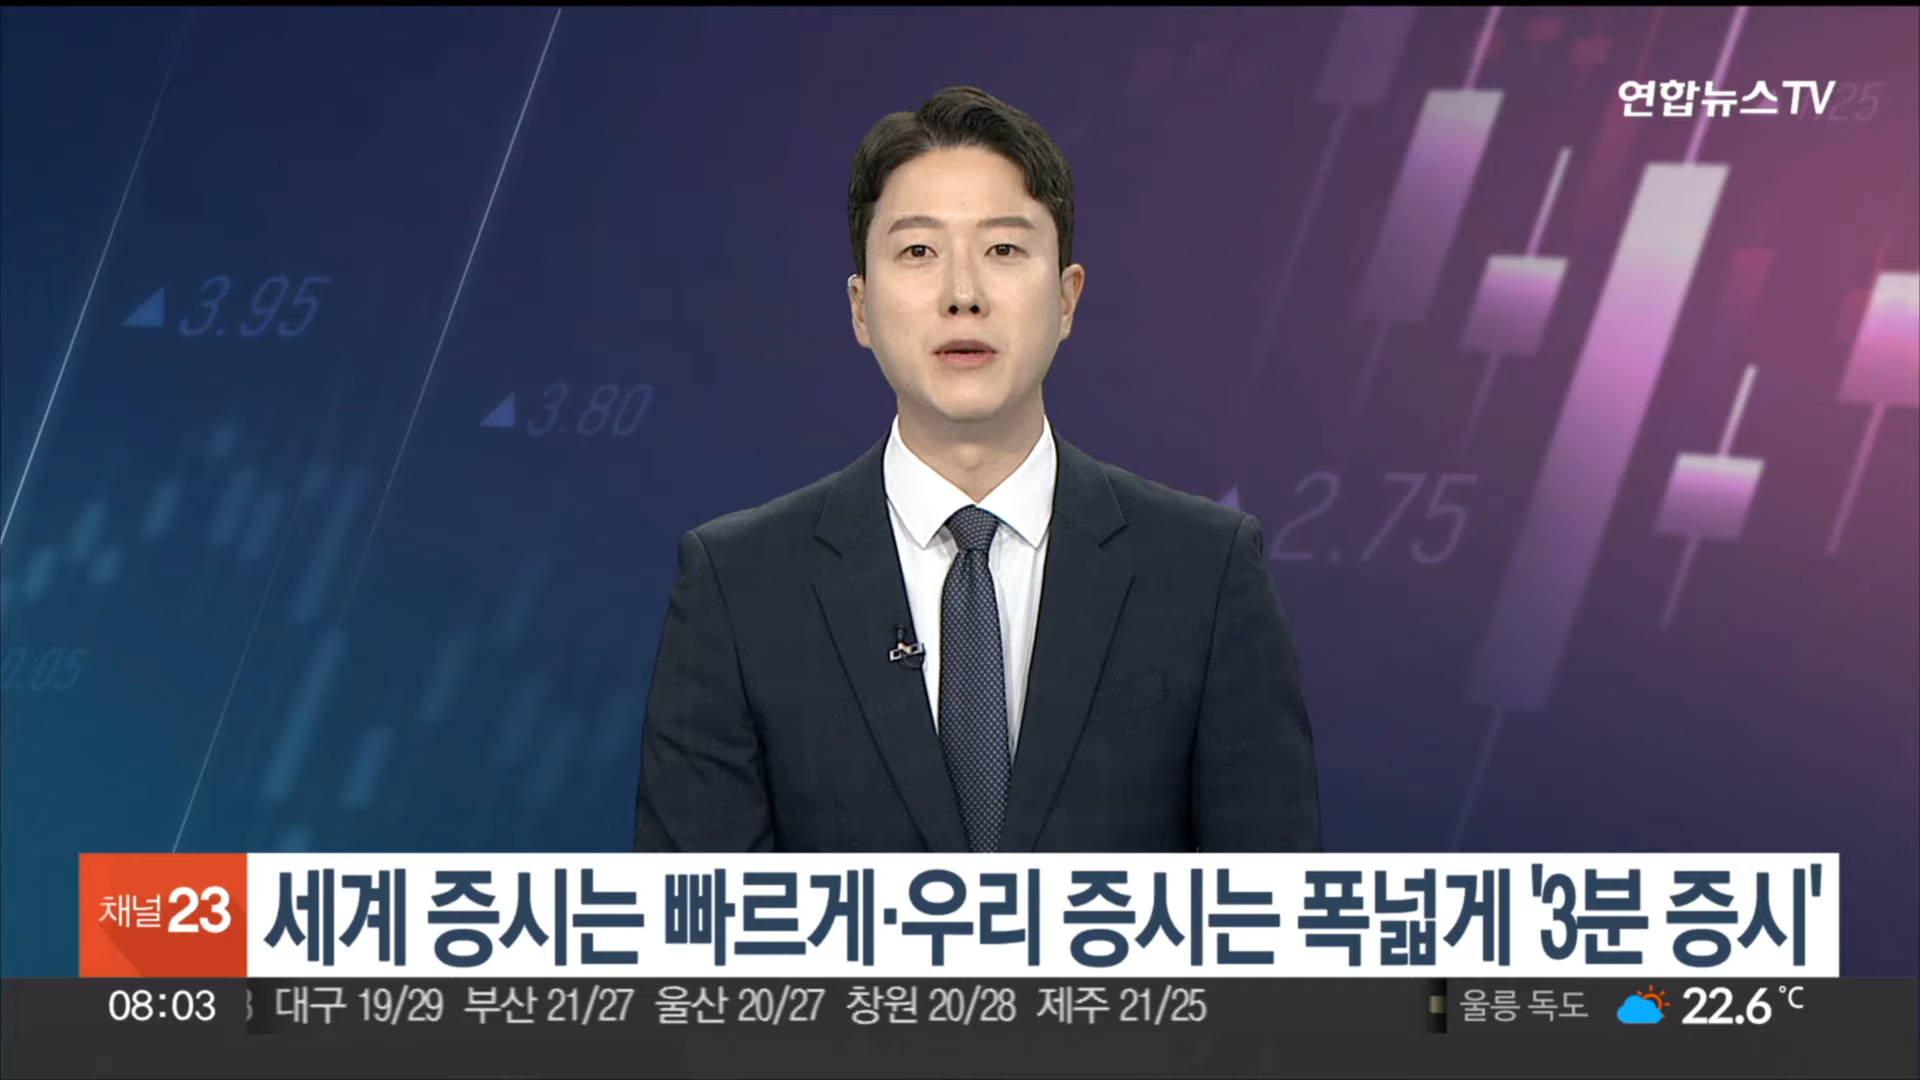 연합뉴스TV
▲3.95
▲3.80
▲2.75
0.05
채널23
세계 증시는 빠르게·우리 증시는 폭넓게 '3분 증시'
08:03
대구 19/29 부산 21/27 울산 20/27 창원 20/28 제주 21/25
울릉 독도 22.6℃